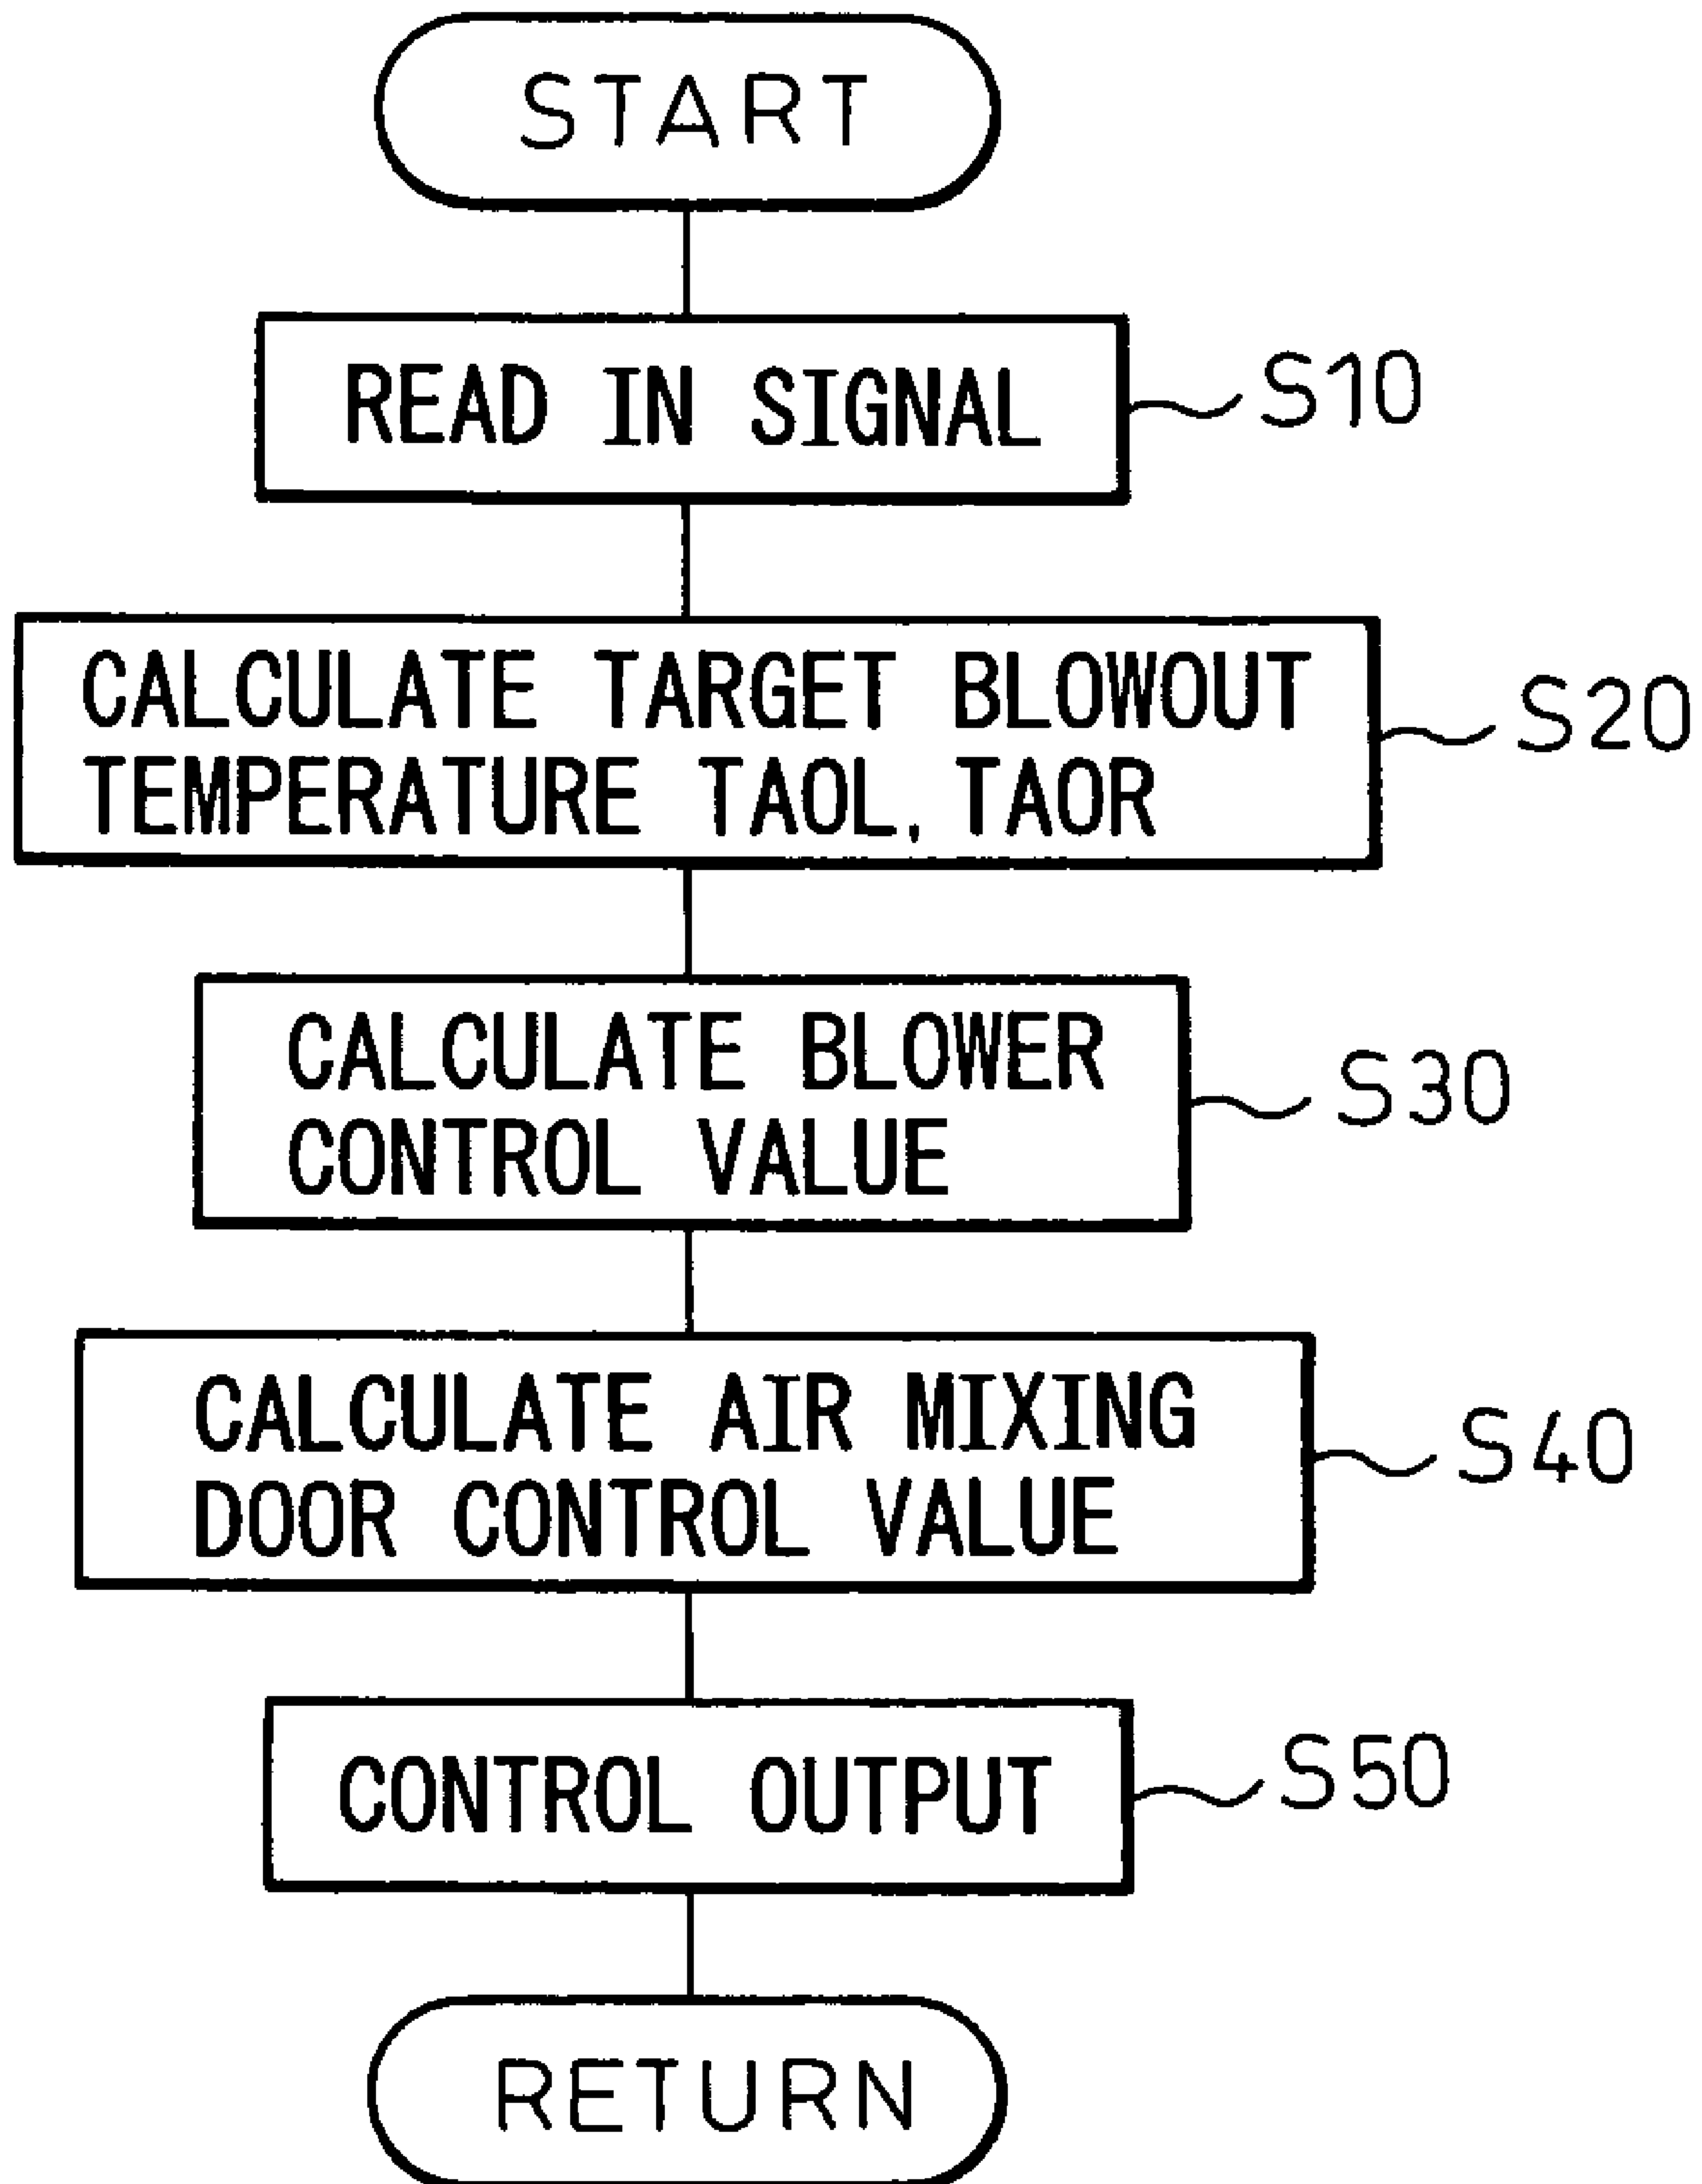 START
READ IN SIGNAL
S10
CALCULATE TARGET BLOWOUT
TEMPERATURE TAOL, TAOR
S20
CALCULATE BLOWER
CONTROL VALUE
S30
CALCULATE AIR MIXING
DOOR CONTROL VALUE
S40
CONTROL OUTPUT
S50
RETURN